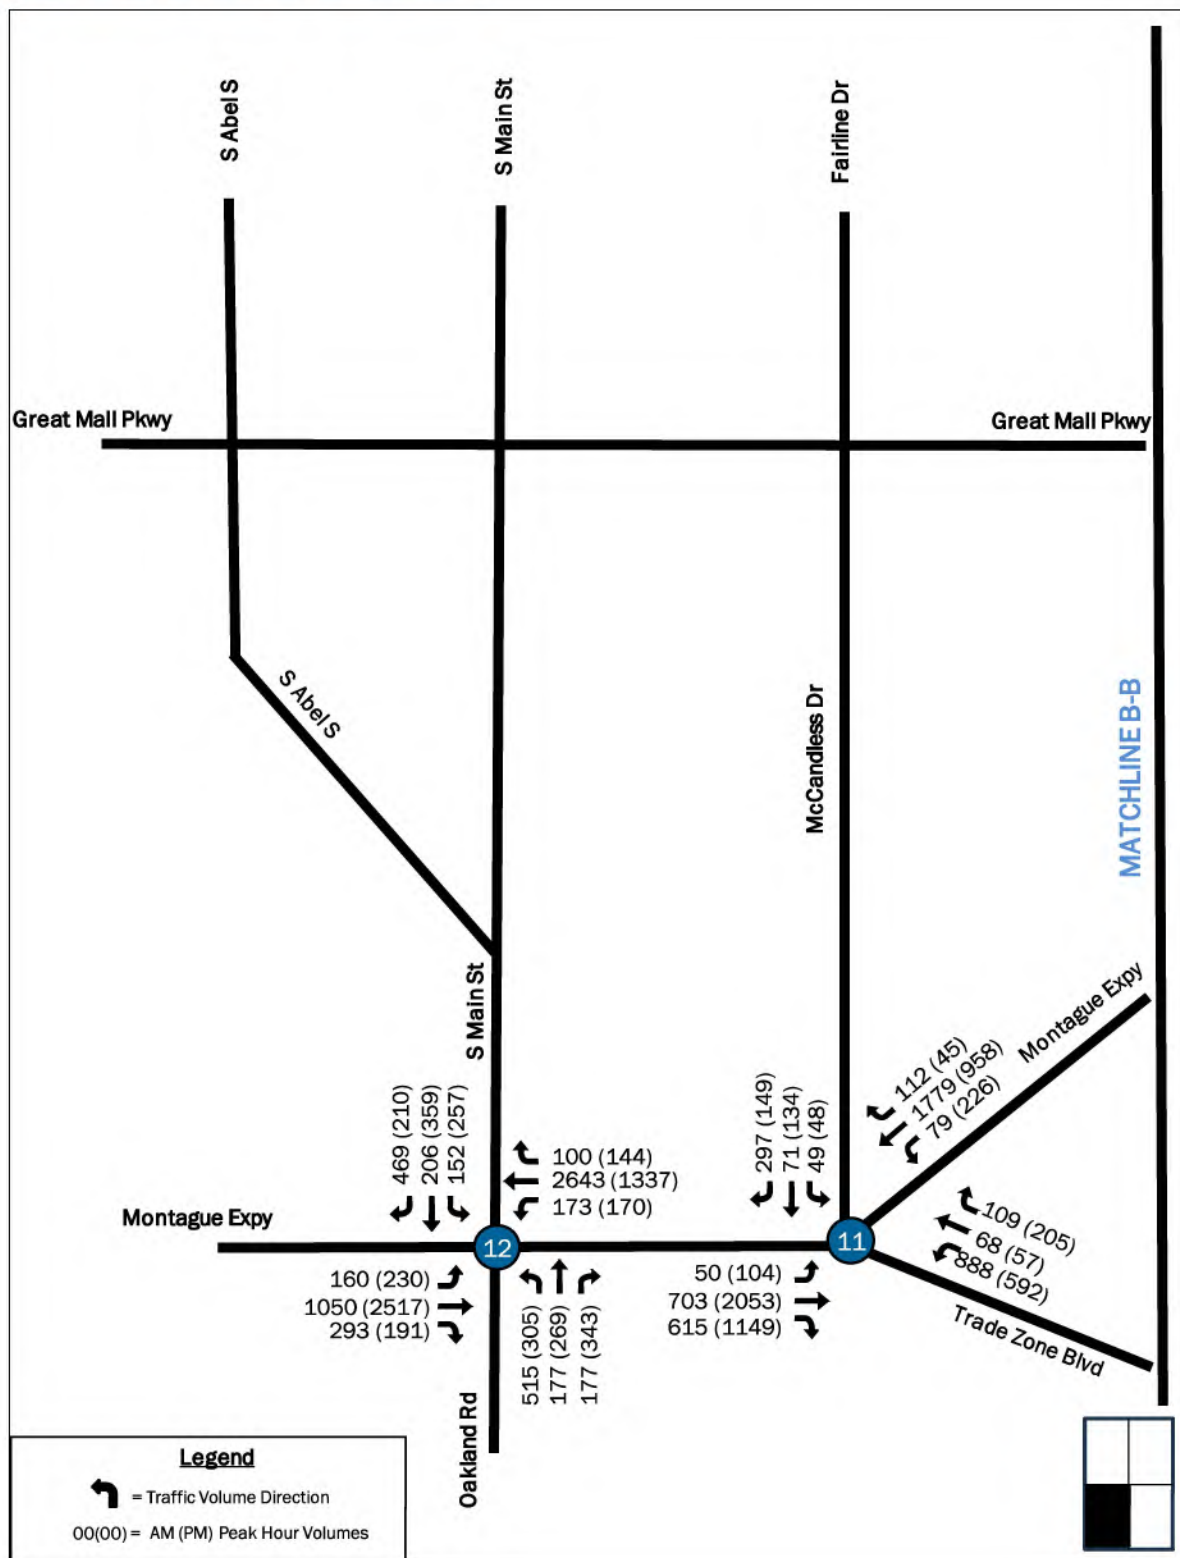 S Abel S
S Main St
Fairline Dr
Great Mall Pkwy
Great Mall Pkwy
S Abel S
McCandless Dr
MATCHLINE B-B
S Main St
Montague Expy
112 (45)
1779 (958)
79 (226)
469 (210)
206 (359)
152 (257)
100 (144)
2643 (1337)
173 (170)
297 (149)
71 (134)
49 (48)
Montague Expy
12
11
109 (205)
68 (57)
888 (592)
160 (230)
1050 (2517)
293 (191)
515 (305)
177 (269)
177 (343)
50 (104)
703 (2053)
615 (1149)
Trade Zone Blvd
Oakland Rd
Legend
= Traffic Volume Direction
00(00) = AM (PM) Peak Hour Volumes